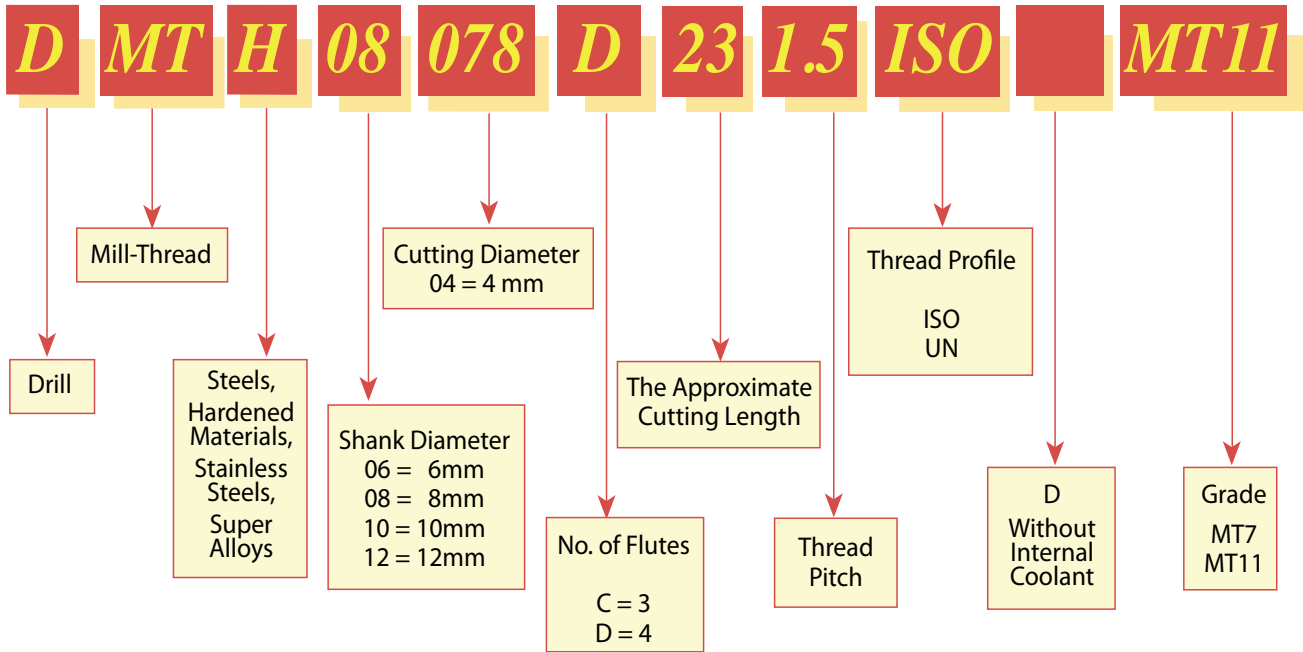 D MT H 08 078 D 23 1.5 ISO MT11
Drill
Mill-Thread
Steels,
Hardened
Materials,
Stainless
Steels,
Super
Alloys
Shank Diameter
06 = 6mm
08 = 8mm
10 = 10mm
12 = 12mm
Cutting Diameter
04 = 4 mm
No. of Flutes
C = 3
D = 4
The Approximate
Cutting Length
Thread
Pitch
Thread Profile
ISO
UN
D
Without
Internal
Coolant
Grade
MT7
MT11